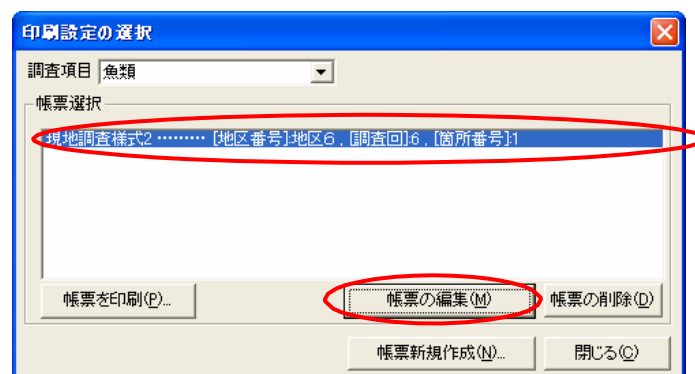 印刷設定の選択
調査項目 魚類
帳票選択
現地調査様式2 ……… [地区番号]:地区6 , [調査回]:6 , [箇所番号]:1
帳票を印刷(P)... 帳票の編集(M) 帳票の削除(D)
帳票新規作成(N)... 閉じる(C)